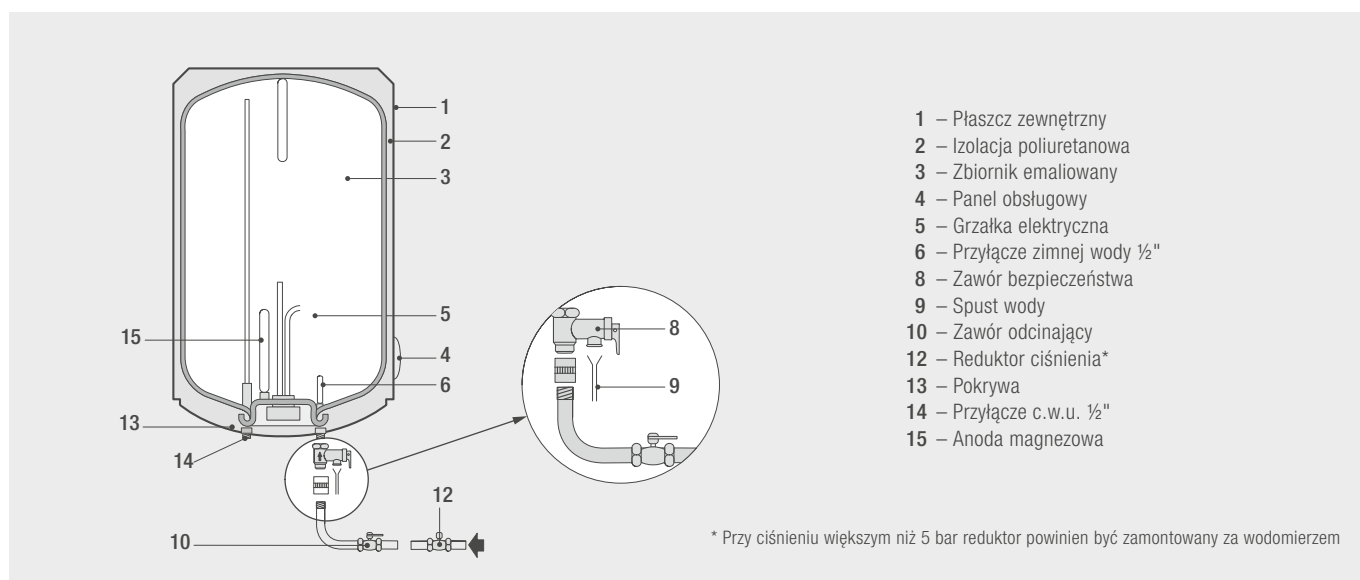 1
2
3
5
15
4
6
13
14
8
9
12
10
1 – Płaszcz zewnętrzny
2 – Izolacja poliuretanowa
3 – Zbiornik emaliowany
4 – Panel obsługowy
5 – Grzałka elektryczna
6 – Przyłącze zimnej wody ½"
8 – Zawór bezpieczeństwa
9 – Spust wody
10 – Zawór odcinający
12 – Reduktor ciśnienia*
13 – Pokrywa
14 – Przyłącze c.w.u. ½"
15 – Anoda magnezowa
* Przy ciśnieniu większym niż 5 bar reduktor powinien być zamontowany za wodomierzem